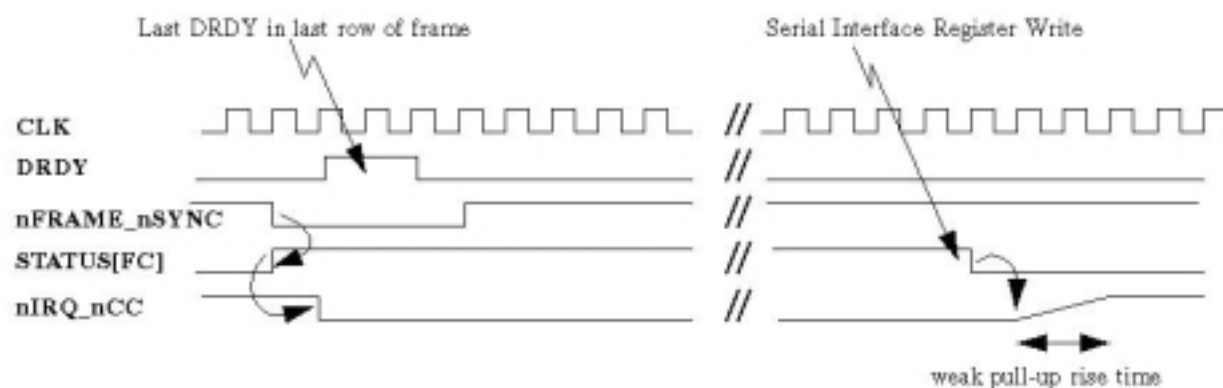 Last DRDY in last row of frame
Serial Interface Register Write
CLK
DRDY
nFRAME_nSYNC
STATUS[FC]
nIRQ_nCC
//
//
//
//
//
weak pull-up rise time